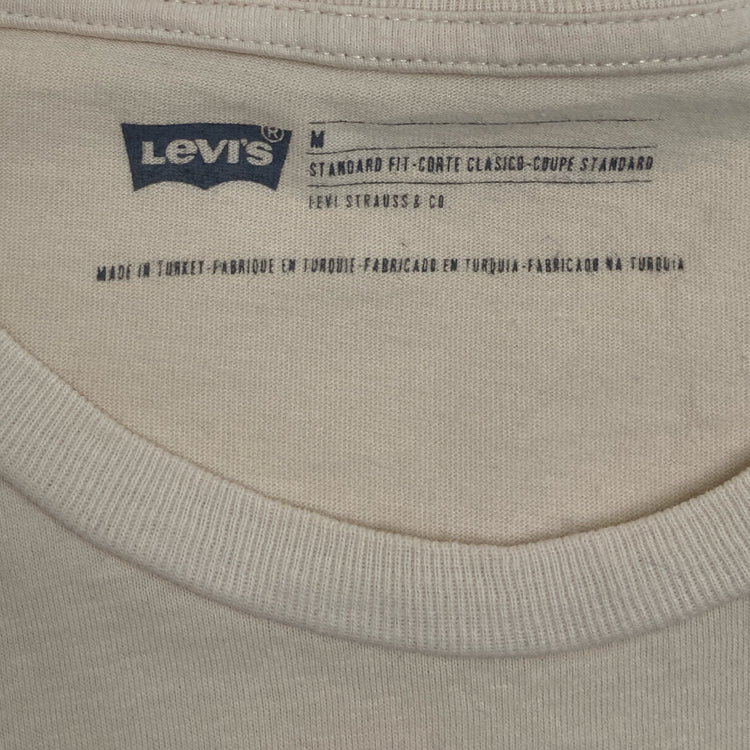 LEVI'S®
M
STANDARD FIT-CORTE CLASICO-COUPE STANDARD
LEVI STRAUSS & CO
MADE IN TURKEY-FABRIQUE EN TURQUIE-FABRICADO EN TURQUIA-FABRICADO NA TURQUIA